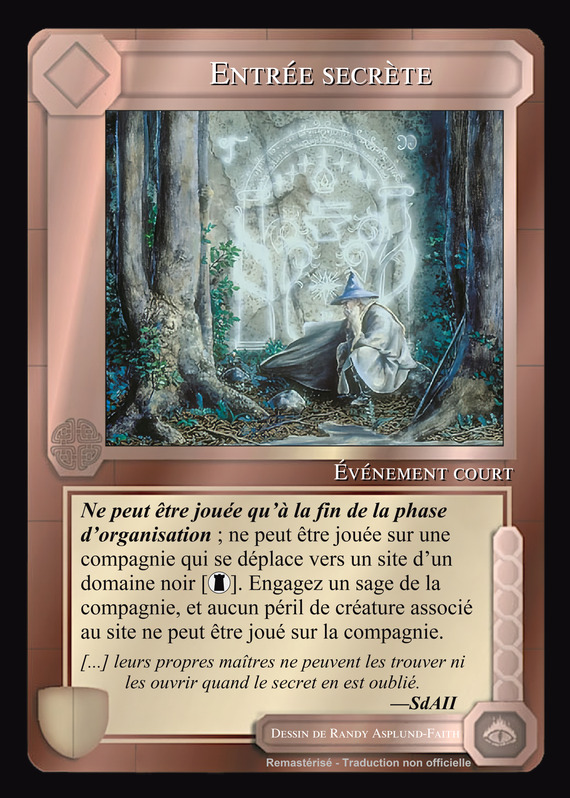 Entrée secrète
Événement court
Ne peut être jouée qu'à la fin de la phase
d'organisation ; ne peut être jouée sur une
compagnie qui se déplace vers un site d'un
domaine noir []. Engagez un sage de la
compagnie, et aucun péril de créature associé
au site ne peut être joué sur la compagnie.
[...] leurs propres maîtres ne peuvent les trouver ni
les ouvrir quand le secret en est oublié.
—SdAII
Dessin de Randy Asplund-Faith
Remastérisé - Traduction non officielle